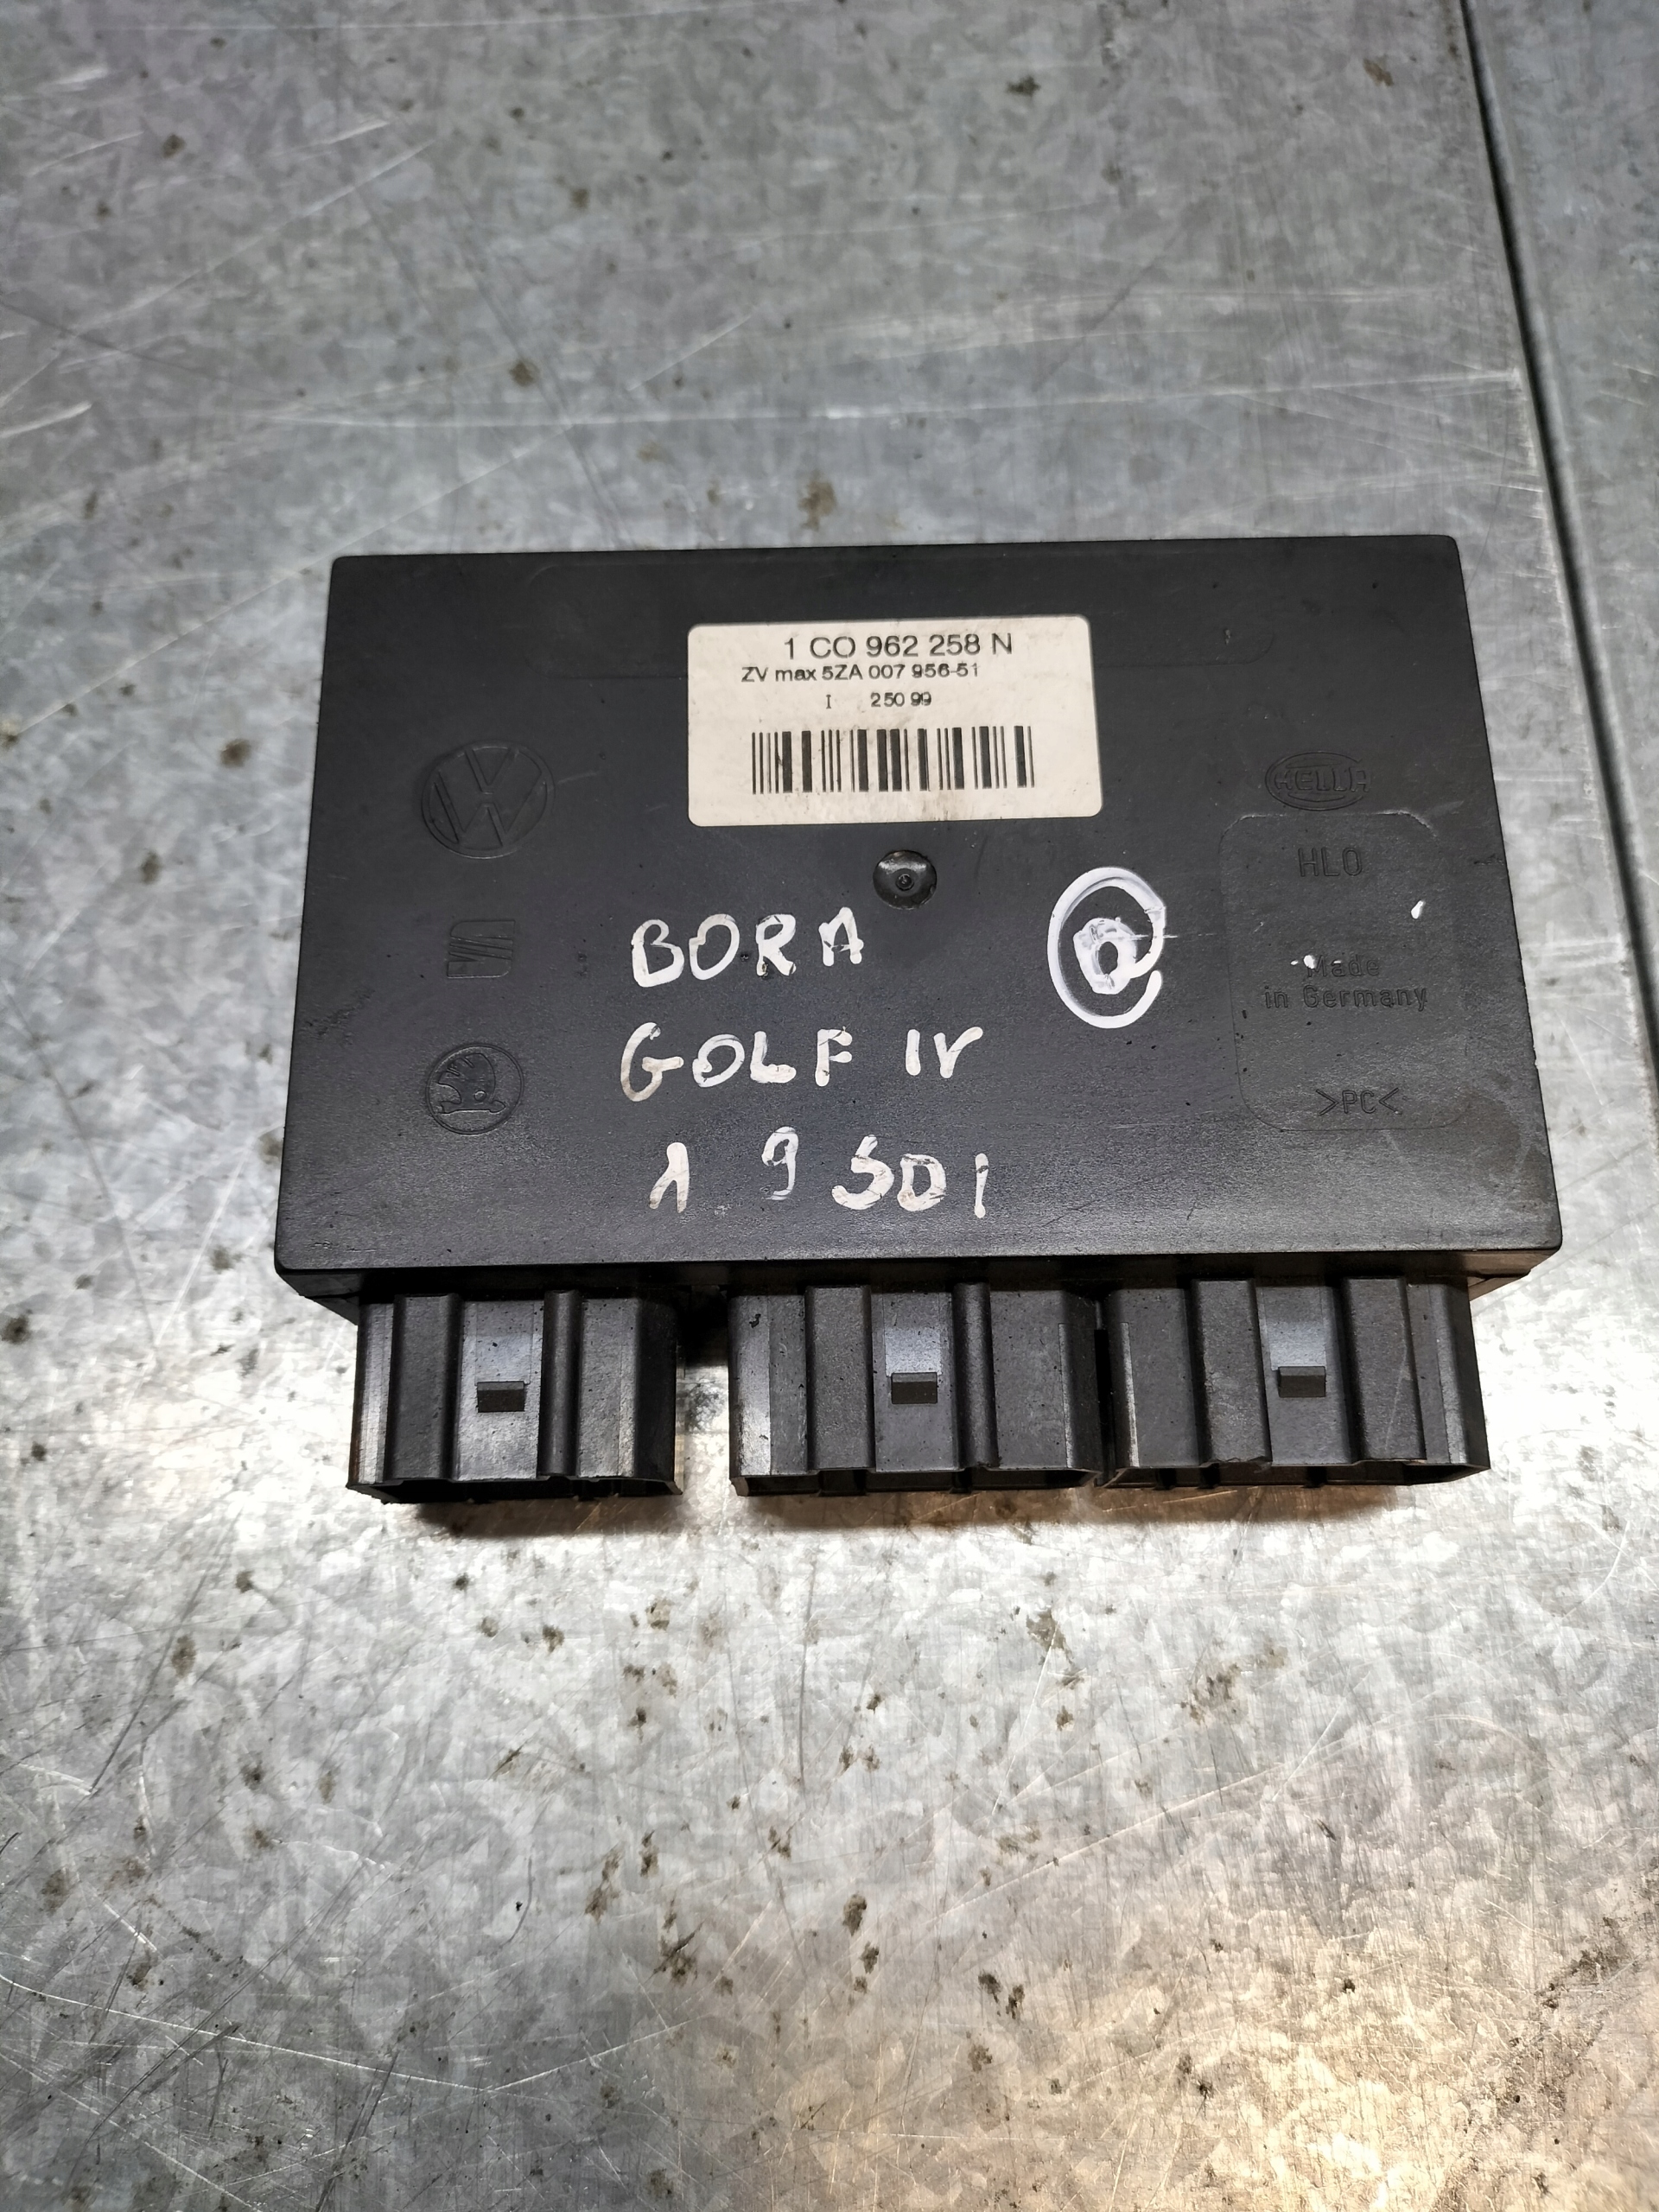 1 CO 962 258 N
ZV max 5ZA 007 956-51
I 250 99
HELLA
HLO
BORA
Made
in Germany
GOLF IV
>PC<
1 9 SDI